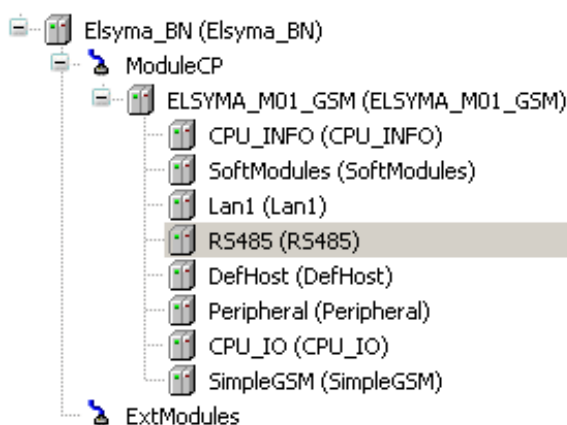 Elsyma_BN (Elsyma_BN)
ModuleCP
ELSYMA_M01_GSM (ELSYMA_M01_GSM)
CPU_INFO (CPU_INFO)
SoftModules (SoftModules)
Lan1 (Lan1)
RS485 (RS485)
DefHost (DefHost)
Peripheral (Peripheral)
CPU_IO (CPU_IO)
SimpleGSM (SimpleGSM)
ExtModules